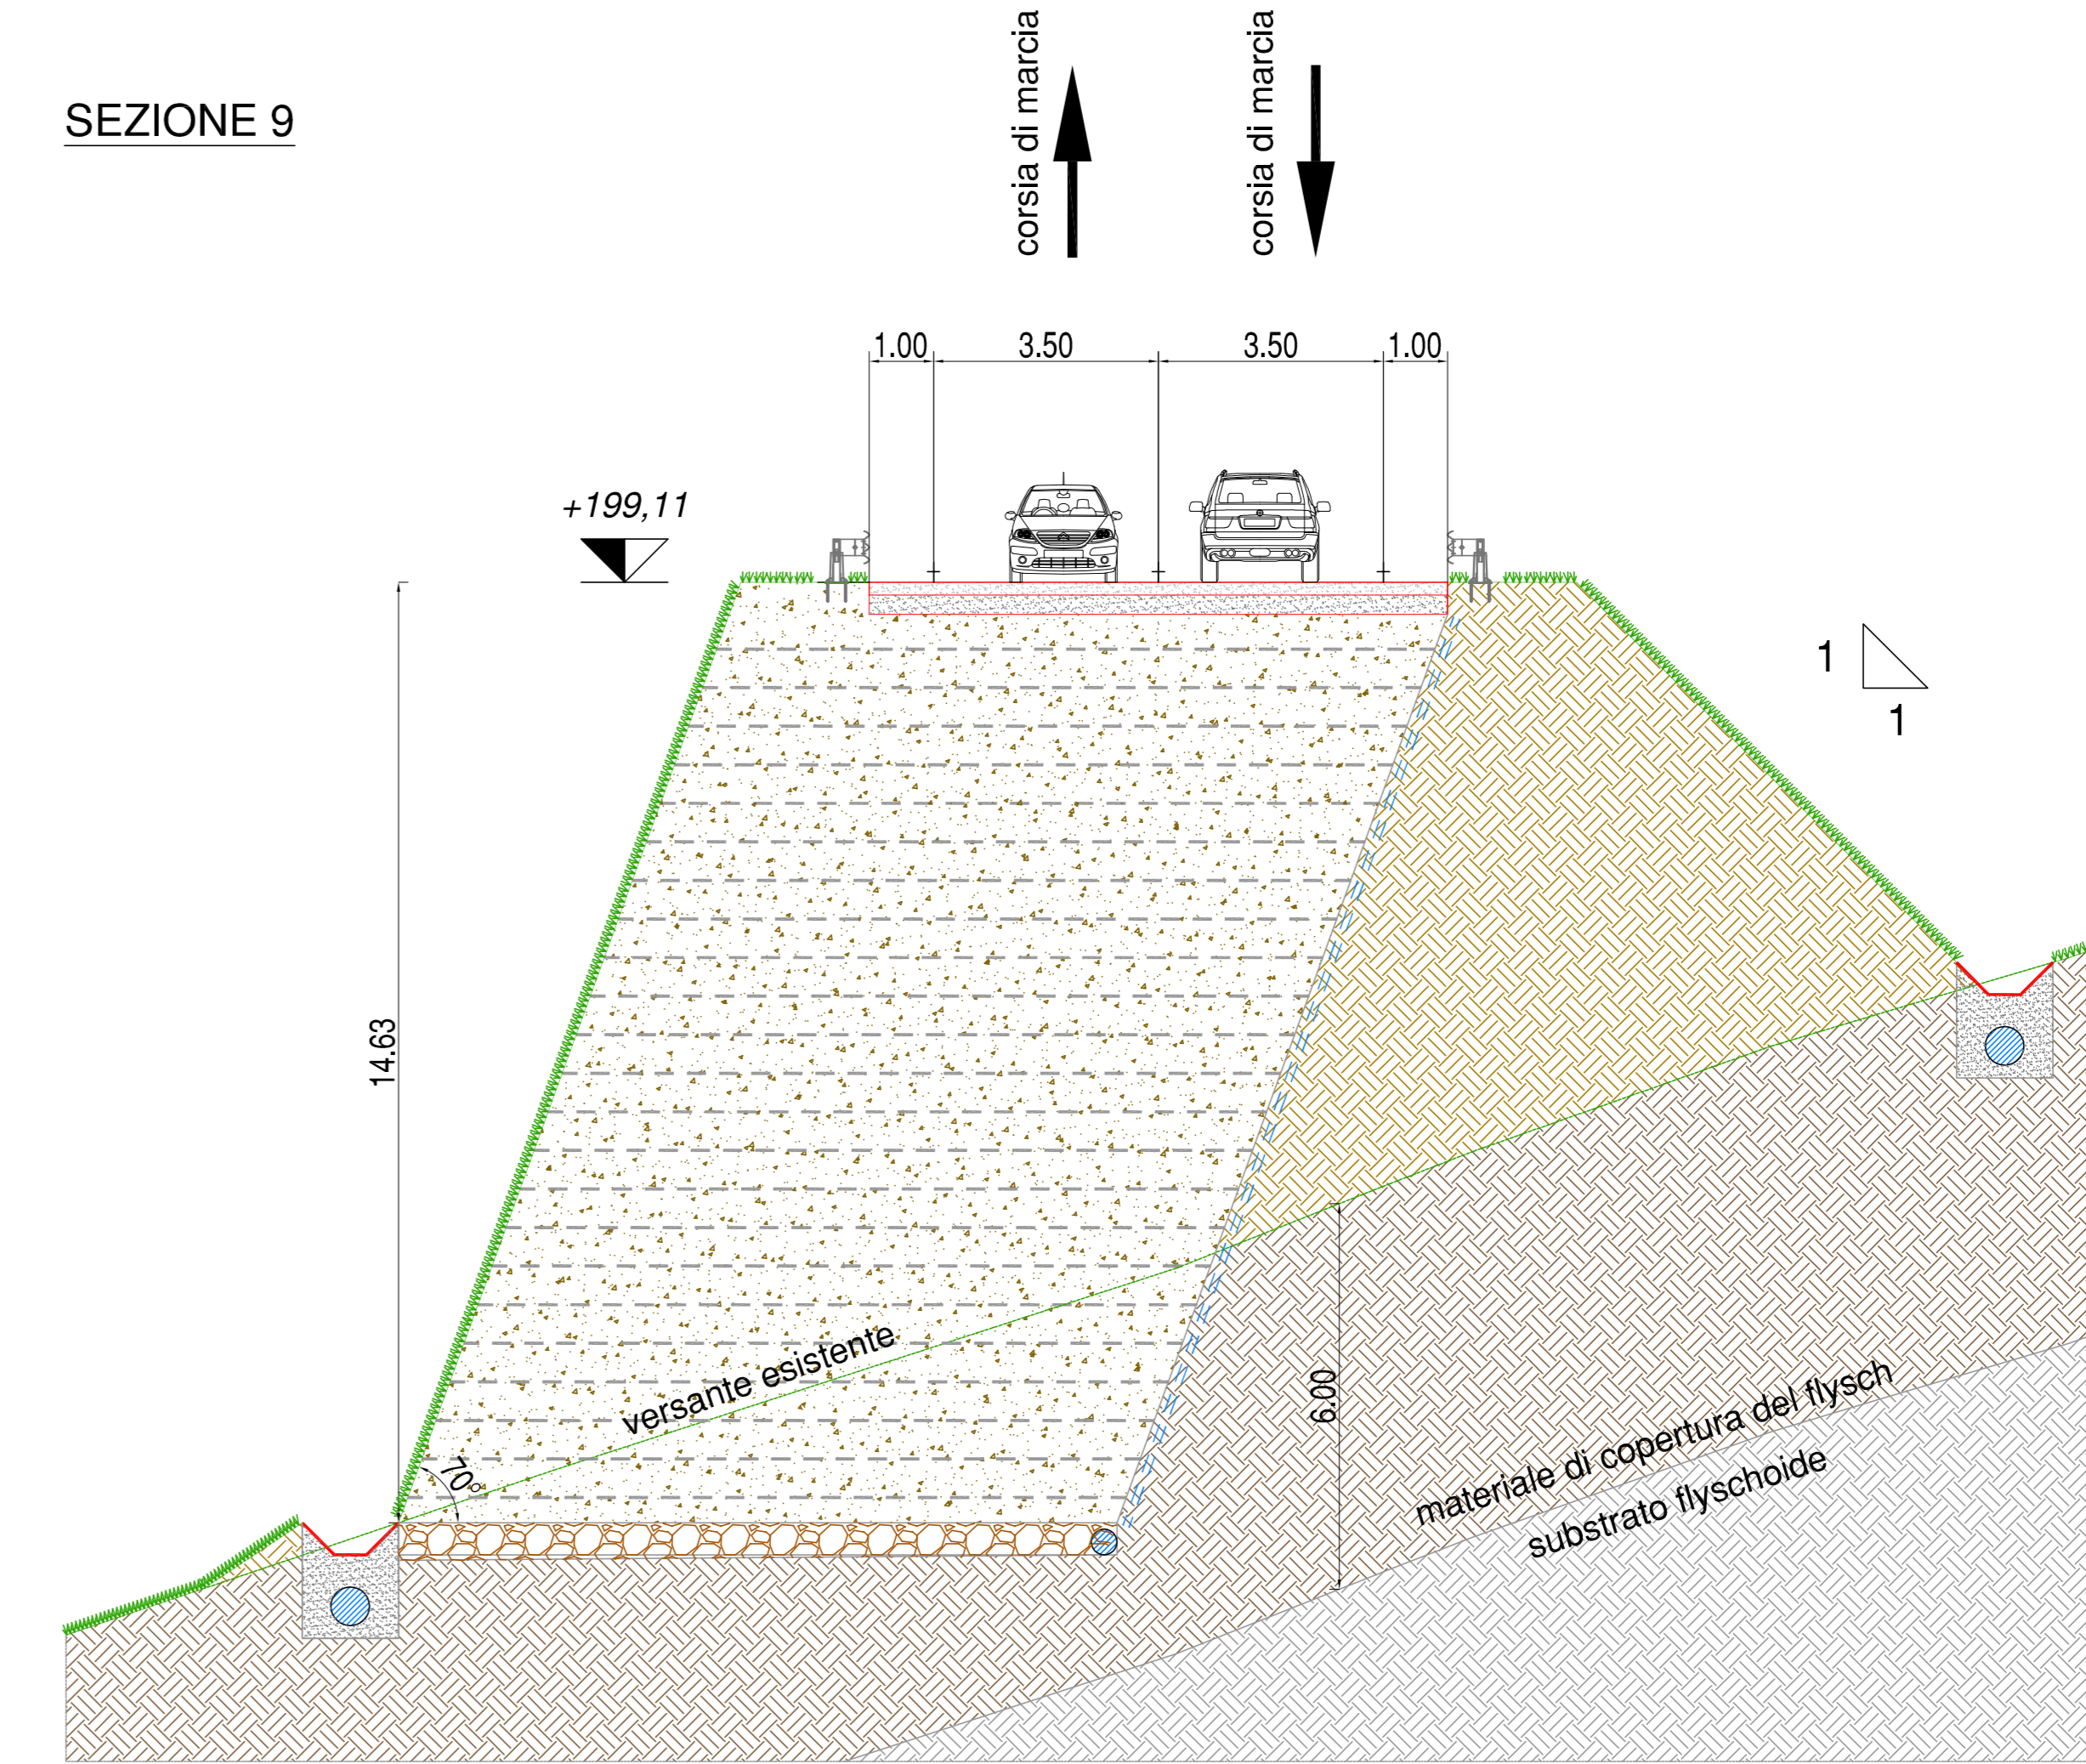 SEZIONE 9
corsia di marcia
corsia di marcia
1.00 3.50 3.50 1.00
+199,11
1
1
14.63
versante esistente
6.00
materiale di copertura del flysch
substrato flyschoide
70°